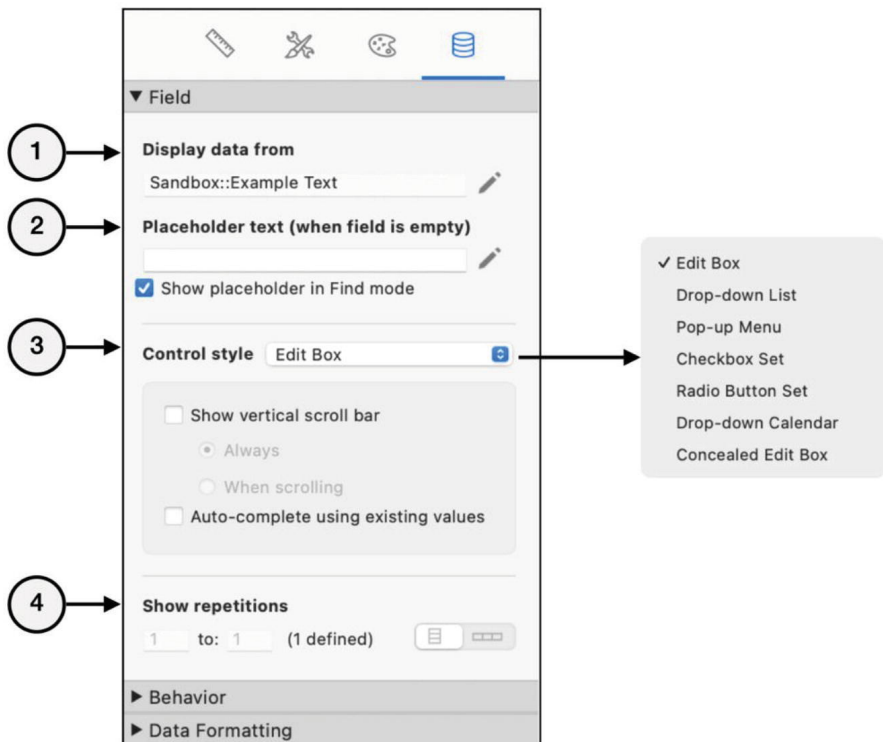 Field
1
Display data from
Sandbox::Example Text
2
Placeholder text (when field is empty)
Show placeholder in Find mode
3
Control style Edit Box
Show vertical scroll bar
Always
When scrolling
Auto-complete using existing values
4
Show repetitions
1 to: 1 (1 defined)
Behavior
Data Formatting
✓ Edit Box
Drop-down List
Pop-up Menu
Checkbox Set
Radio Button Set
Drop-down Calendar
Concealed Edit Box